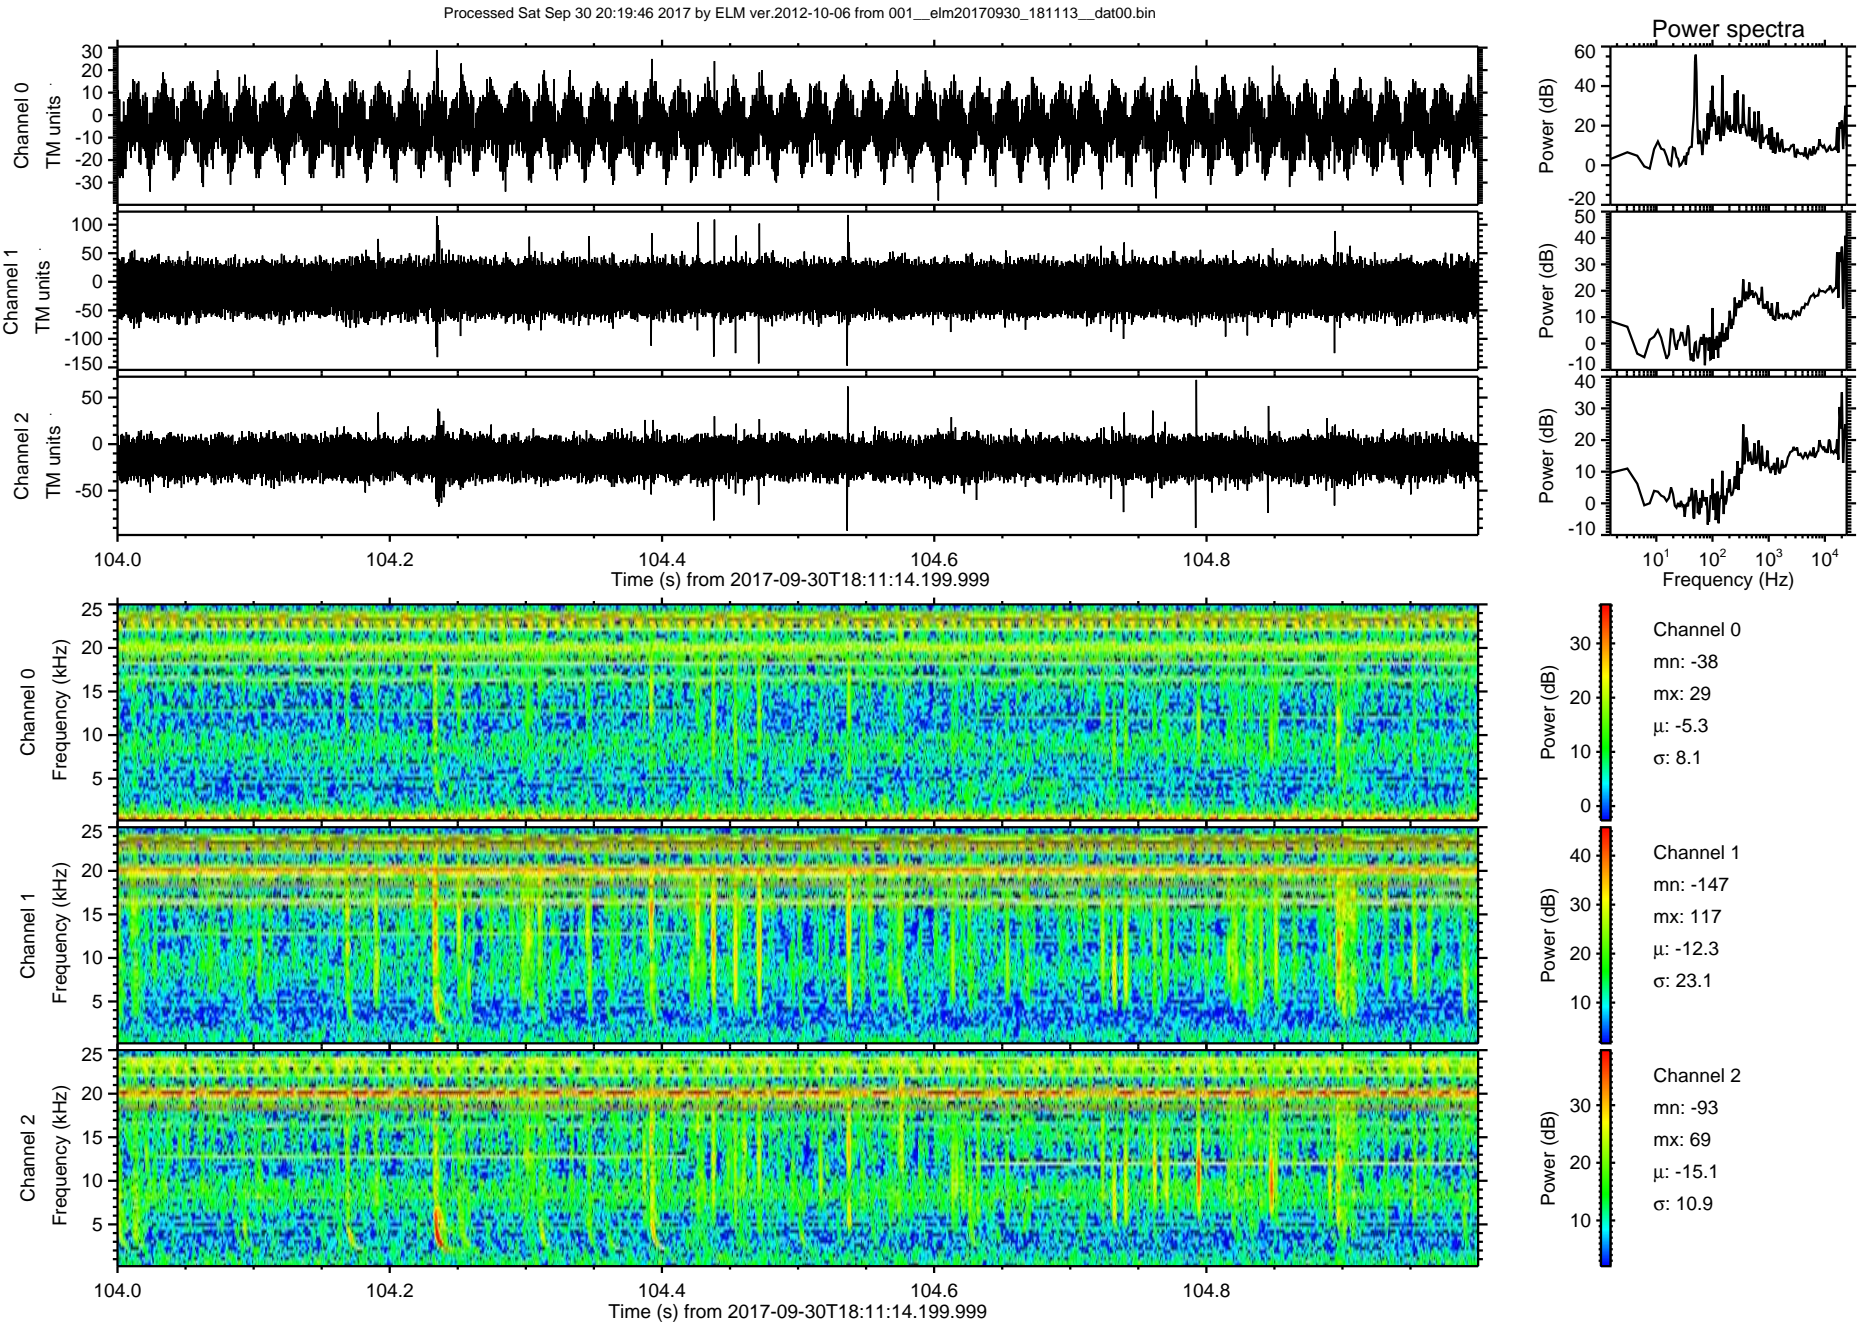 Processed Sat Sep 30 20:19:46 2017 by ELM ver.2012-10-06 from 001__elm20170930_181113__dat00.bin
Power spectra
Channel 0
TM units
30
20
10
0
-10
-20
-30
Power (dB)
60
40
20
0
-20
Channel 1
TM units
100
50
0
-50
-100
-150
Power (dB)
50
40
30
20
10
0
-10
Channel 2
TM units
50
0
-50
Power (dB)
40
30
20
10
0
-10
104.0 104.2 104.4 104.6 104.8
Time (s) from 2017-09-30T18:11:14.199.999
10¹ 10² 10³ 10⁴
Frequency (Hz)
Channel 0
Frequency (kHz)
25
20
15
10
5
Power (dB)
30
20
10
0
Channel 0
mn: -38
mx: 29
µ: -5.3
σ: 8.1
Channel 1
Frequency (kHz)
25
20
15
10
5
Power (dB)
40
30
20
10
Channel 1
mn: -147
mx: 117
µ: -12.3
σ: 23.1
Channel 2
Frequency (kHz)
25
20
15
10
5
Power (dB)
30
20
10
Channel 2
mn: -93
mx: 69
µ: -15.1
σ: 10.9
104.0 104.2 104.4 104.6 104.8
Time (s) from 2017-09-30T18:11:14.199.999